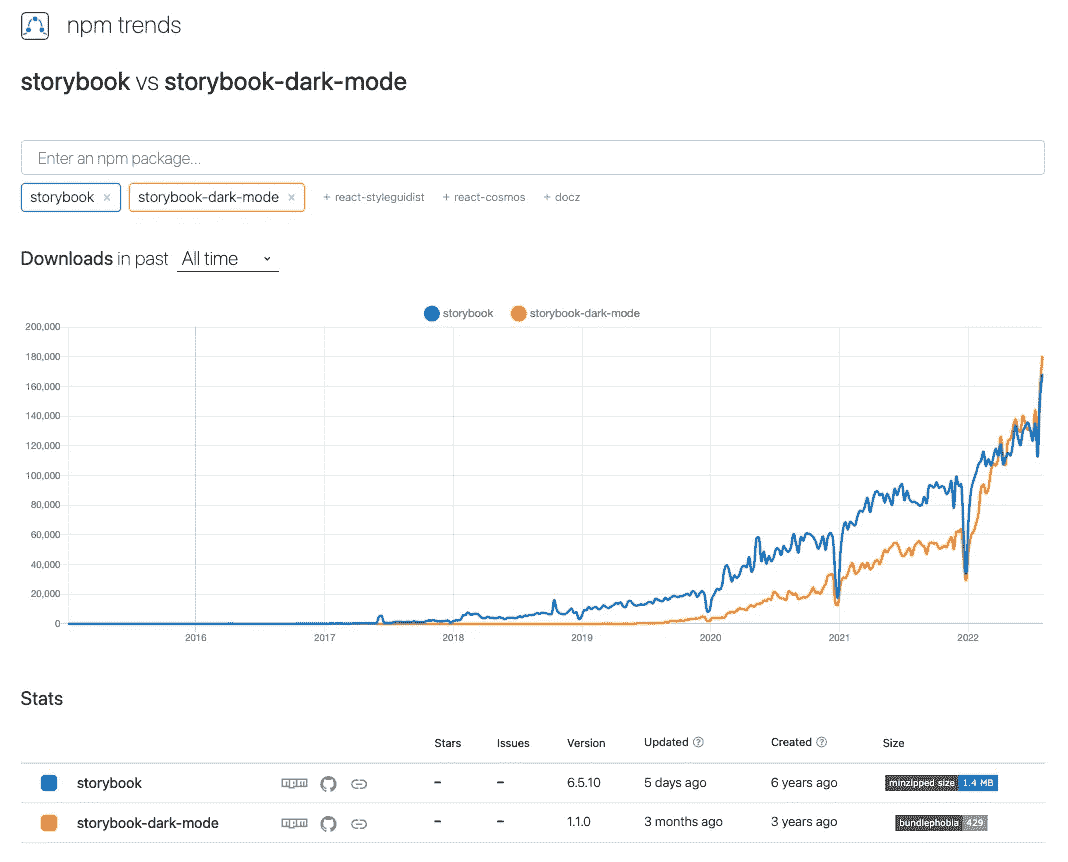 npm trends
storybook vs storybook-dark-mode
Enter an npm package...
storybook × storybook-dark-mode × + react-styleguidist + react-cosmos + docz
Downloads in past All time
storybook storybook-dark-mode
200,000
180,000
160,000
140,000
120,000
100,000
80,000
60,000
40,000
20,000
0
2016 2017 2018 2019 2020 2021 2022
Stats
Stars Issues Version Updated ? Created ? Size
storybook npm – – 6.5.10 5 days ago 6 years ago minzipped size 1.4 MB
storybook-dark-mode npm – – 1.1.0 3 months ago 3 years ago bundlephobia 429